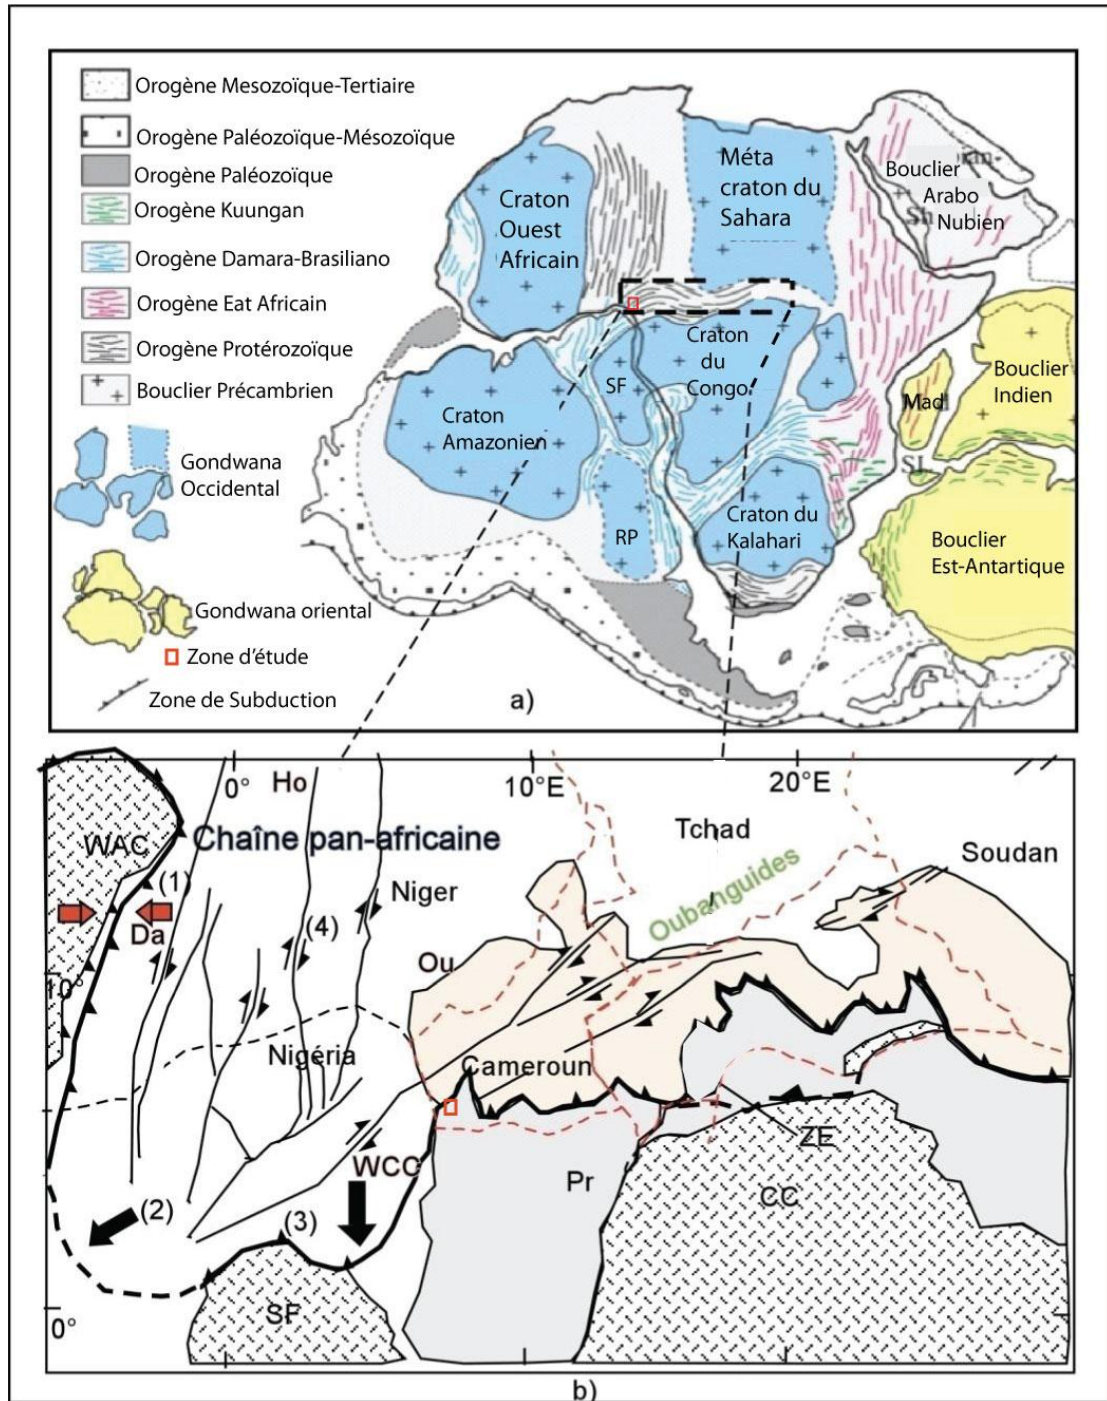 Orogène Mesozoïque-Tertiaire
Orogène Paléozoïque-Mésozoïque
Orogène Paléozoïque
Orogène Kuungan
Orogène Damara-Brasiliano
Orogène Eat Africain
Orogène Protérozoïque
Bouclier Précambrien
Gondwana
Occidental
Gondwana oriental
Zone d'étude
Zone de Subduction
Craton
Ouest
Africain
Méta
craton du
Sahara
Bouclier
Arabo
Nubien
Sh
Craton
du
Congo
SF
Craton
Amazonien
RP
Craton du
Kalahari
Mad
SL
Bouclier
Indien
Bouclier
Est-Antartique
a)
0°
Ho
10°E
20°E
WAC
Chaîne pan-africaine
Tchad
Soudan
(1)
Niger
Oubanguides
Da
(4)
Ou
10°
Nigéria
Cameroun
ZE
WCC
Pr
CC
(2)
(3)
SF
0°
b)